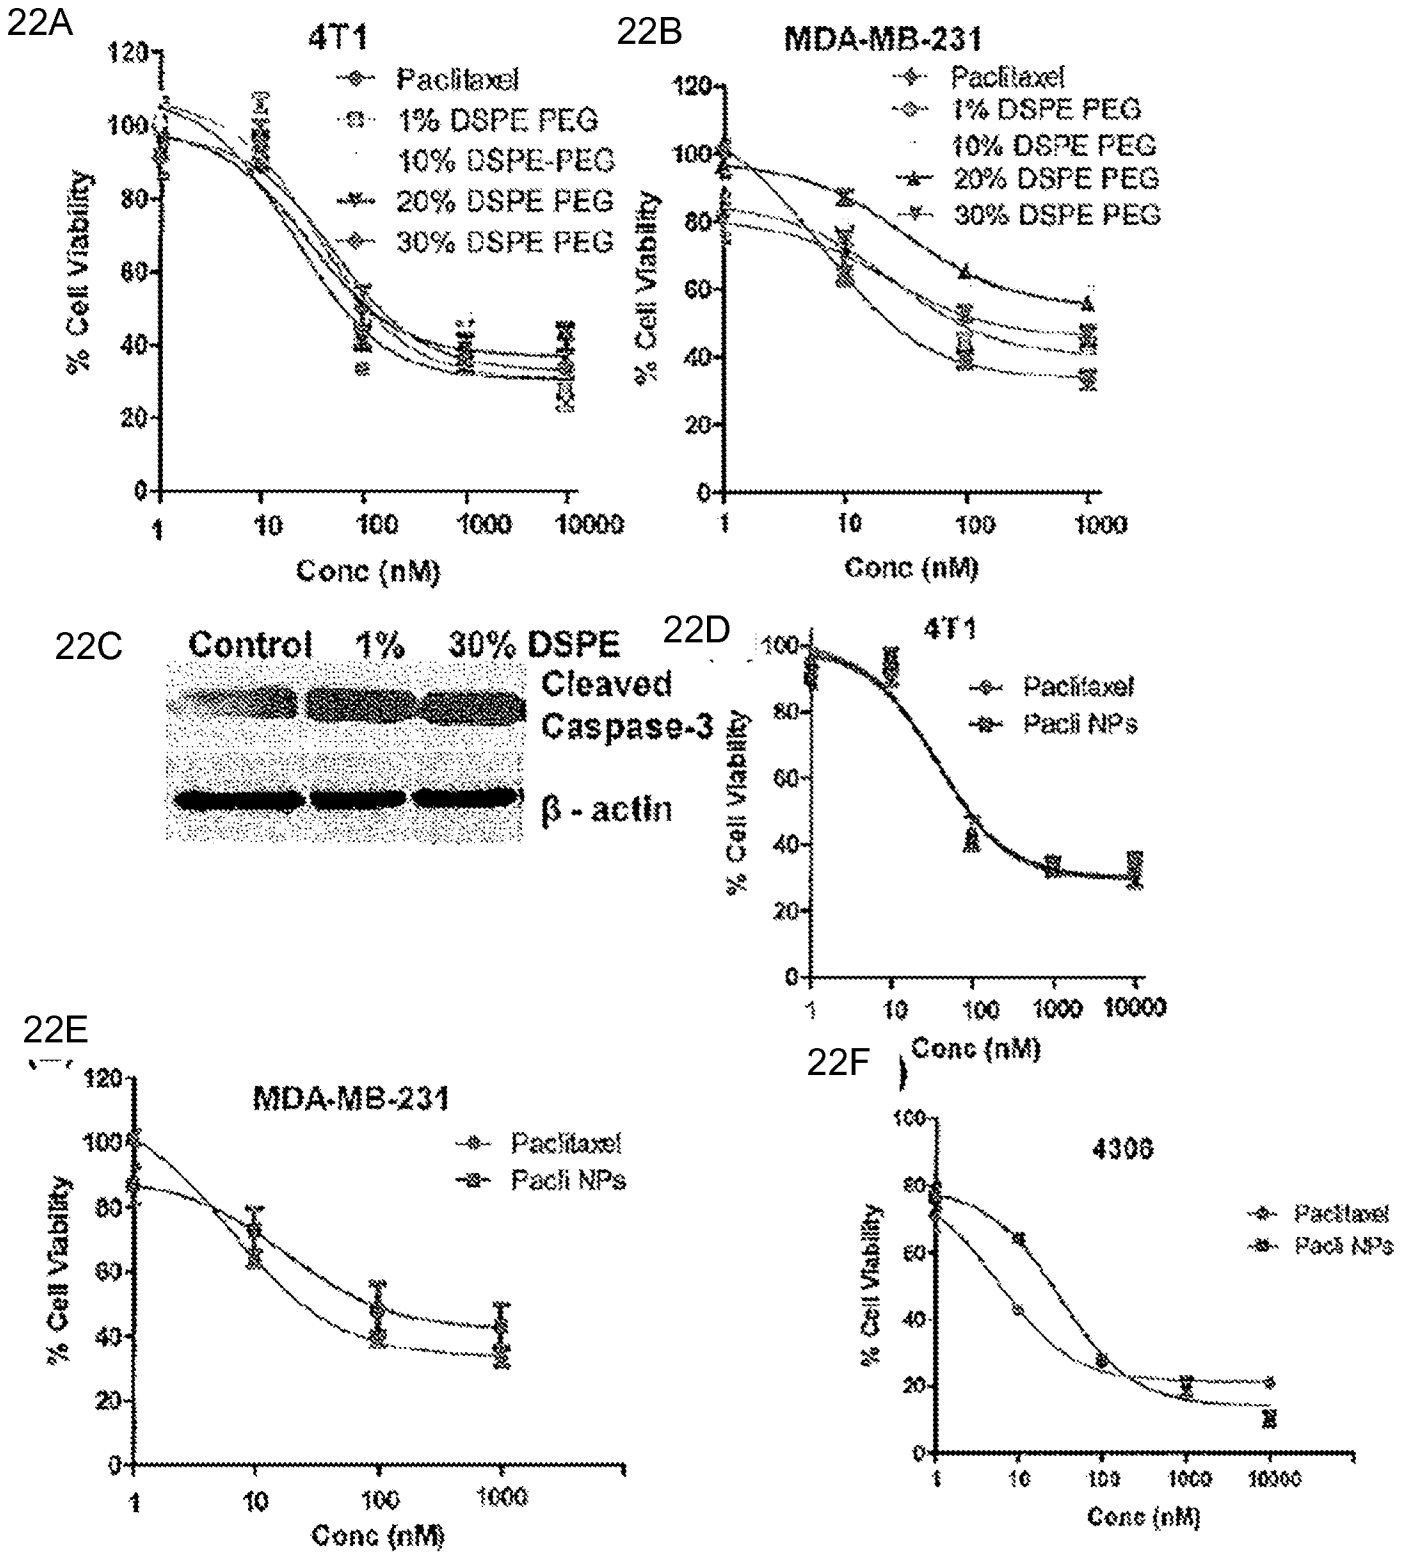 22A
4T1
120
100
80
60
40
20
0
% Cell Viability
Paclitaxel
1% DSPE PEG
10% DSPE-PEG
20% DSPE PEG
30% DSPE PEG
1 10 100 1000 10000
Conc (nM)
22B
MDA-MB-231
120
100
80
60
40
20
0
% Cell Viability
Paclitaxel
1% DSPE PEG
10% DSPE PEG
20% DSPE PEG
30% DSPE PEG
1 10 100 1000
Conc (nM)
22C
Control 1% 30% DSPE
Cleaved
Caspase-3
β - actin
22D
4T1
100
80
60
40
20
0
% Cell Viability
Paclitaxel
Pacli NPs
1 10 100 1000 10000
Conc (nM)
22E
MDA-MB-231
120
100
80
60
40
20
0
% Cell Viability
Paclitaxel
Pacli NPs
1 10 100 1000
Conc (nM)
22F
4306
100
80
60
40
20
0
% Cell Viability
Paclitaxel
Pacli NPs
1 10 100 1000 10000
Conc (nM)